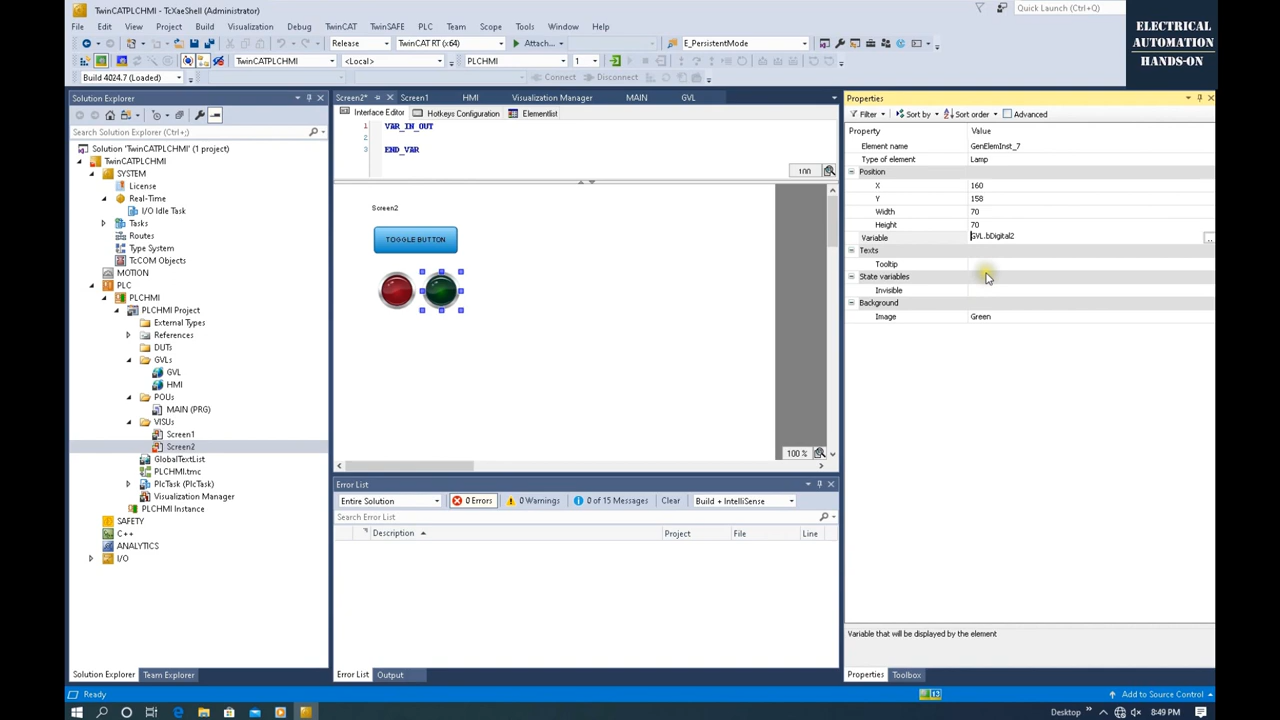 TwinCATPLCHMI - TcXaeShell (Administrator)
Quick Launch (Ctrl+Q)
ELECTRICAL
AUTOMATION
HANDS-ON
File Edit View Project Build Debug TwinCAT TwinSAFE PLC Team Scope Tools Window Help
Release TwinCAT RT (x64) Attach... E_PersistentMode
TwinCATPLCHMI <Local> PLCHMI 1
Build 4024.7 (Loaded) Connect Disconnect
Solution Explorer
Search Solution Explorer (Ctrl+;)
Solution 'TwinCATPLCHMI' (1 project)
TwinCATPLCHMI
SYSTEM
License
Real-Time
I/O Idle Task
Tasks
Routes
Type System
TcCOM Objects
MOTION
PLC
PLCHMI
PLCHMI Project
External Types
References
DUTs
GVLs
GVL
HMI
POUs
MAIN (PRG)
VISUs
Screen1
Screen2
GlobalTextList
PLCHMI.tmc
PlcTask (PlcTask)
Visualization Manager
PLCHMI Instance
SAFETY
C++
ANALYTICS
I/O
Solution Explorer Team Explorer
Screen2* Screen1 HMI Visualization Manager MAIN GVL
Interface Editor Hotkeys Configuration Elementlist
1 VAR_IN_OUT
2
3 END_VAR
100
Screen2
TOGGLE BUTTON
100 %
Error List
Entire Solution 0 Errors 0 Warnings 0 of 15 Messages Clear Build + IntelliSense
Search Error List
Description Project File Line
Error List Output
Properties
Filter Sort by Sort order Advanced
Property Value
Element name GenElemInst_7
Type of element Lamp
Position
X 160
Y 158
Width 70
Height 70
Variable GVL.bDigital2
Texts
Tooltip
State variables
Invisible
Background
Image Green
Variable that will be displayed by the element
Properties Toolbox
Ready
Add to Source Control
Desktop 8:49 PM